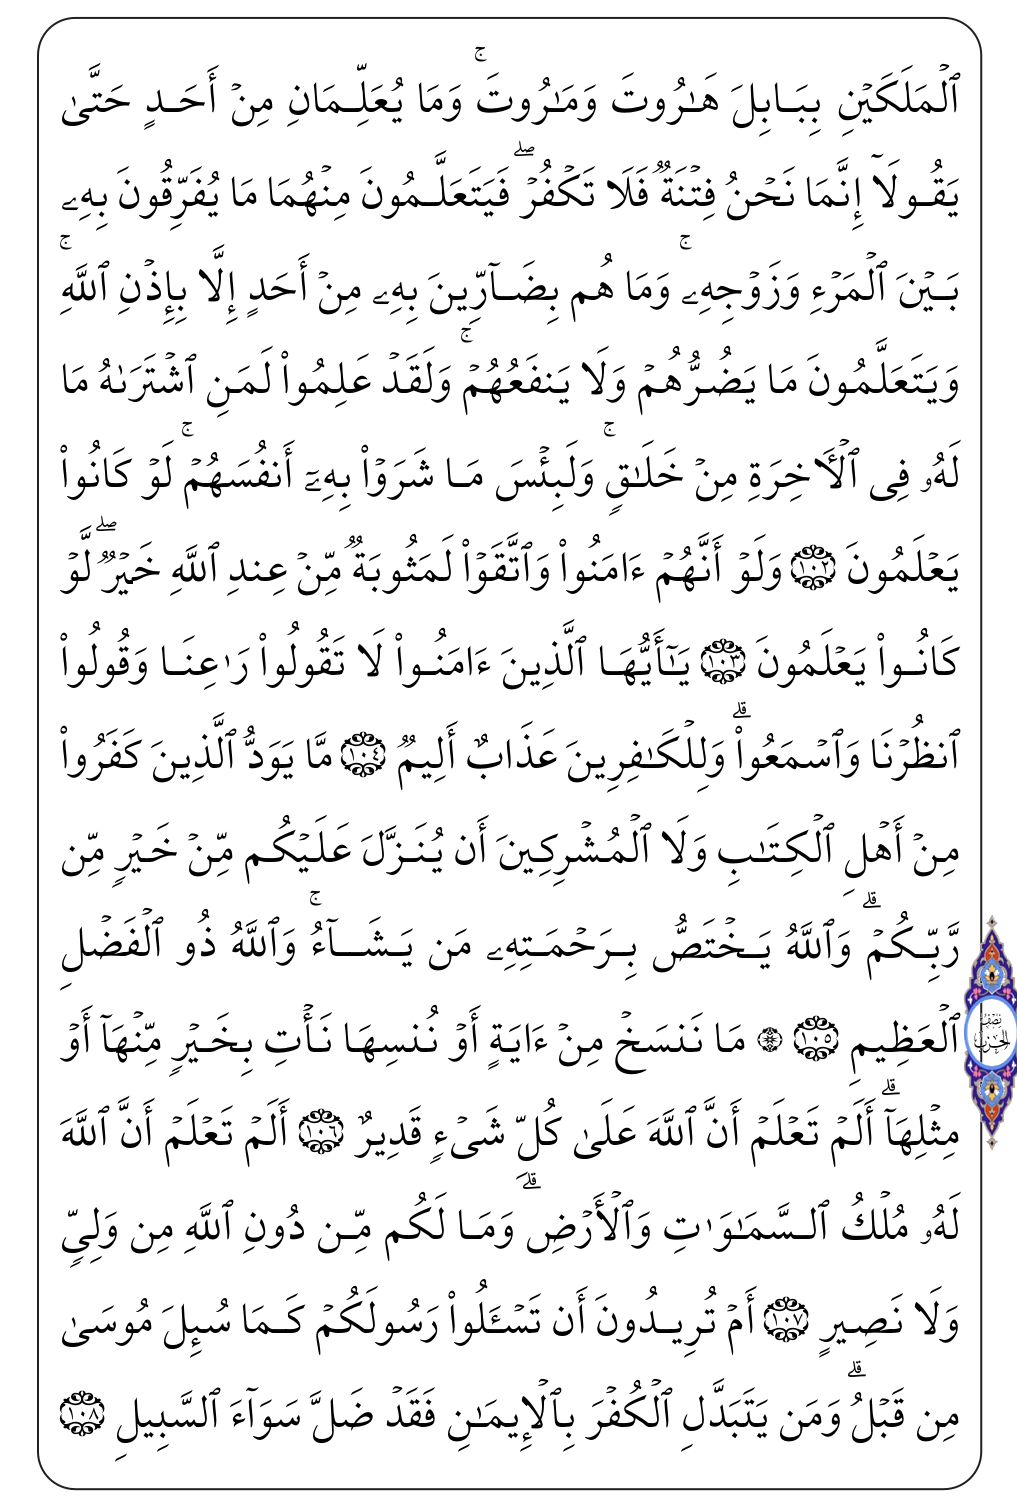 ٱلۡمَلَكَيۡنِ بِبَابِلَ هَٰرُوتَ وَمَٰرُوتَۚ وَمَا يُعَلِّمَانِ مِنۡ أَحَدٍ حَتَّىٰ
يَقُولَآ إِنَّمَا نَحۡنُ فِتۡنَةٞ فَلَا تَكۡفُرۡۖ فَيَتَعَلَّمُونَ مِنۡهُمَا مَا يُفَرِّقُونَ بِهِۦ
بَيۡنَ ٱلۡمَرۡءِ وَزَوۡجِهِۦۚ وَمَا هُم بِضَآرِّينَ بِهِۦ مِنۡ أَحَدٍ إِلَّا بِإِذۡنِ ٱللَّهِۚ
وَيَتَعَلَّمُونَ مَا يَضُرُّهُمۡ وَلَا يَنفَعُهُمۡۚ وَلَقَدۡ عَلِمُواْ لَمَنِ ٱشۡتَرَىٰهُ مَا
لَهُۥ فِي ٱلۡأٓخِرَةِ مِنۡ خَلَٰقٖۚ وَلَبِئۡسَ مَا شَرَوۡاْ بِهِۦٓ أَنفُسَهُمۡۚ لَوۡ كَانُواْ
يَعۡلَمُونَ ١٠٢ وَلَوۡ أَنَّهُمۡ ءَامَنُواْ وَٱتَّقَوۡاْ لَمَثُوبَةٞ مِّنۡ عِندِ ٱللَّهِ خَيۡرٞۖ لَّوۡ
كَانُواْ يَعۡلَمُونَ ١٠٣ يَٰٓأَيُّهَا ٱلَّذِينَ ءَامَنُواْ لَا تَقُولُواْ رَٰعِنَا وَقُولُواْ
ٱنظُرۡنَا وَٱسۡمَعُواْۗ وَلِلۡكَٰفِرِينَ عَذَابٌ أَلِيمٞ ١٠٤ مَّا يَوَدُّ ٱلَّذِينَ كَفَرُواْ
مِنۡ أَهۡلِ ٱلۡكِتَٰبِ وَلَا ٱلۡمُشۡرِكِينَ أَن يُنَزَّلَ عَلَيۡكُم مِّنۡ خَيۡرٖ مِّن
رَّبِّكُمۡۗ وَٱللَّهُ يَخۡتَصُّ بِرَحۡمَتِهِۦ مَن يَشَآءُۚ وَٱللَّهُ ذُو ٱلۡفَضۡلِ
ٱلۡعَظِيمِ ١٠٥ ۞ مَا نَنسَخۡ مِنۡ ءَايَةٍ أَوۡ نُنسِهَا نَأۡتِ بِخَيۡرٖ مِّنۡهَآ أَوۡ
نصف
الحزب
مِثۡلِهَآۗ أَلَمۡ تَعۡلَمۡ أَنَّ ٱللَّهَ عَلَىٰ كُلِّ شَيۡءٖ قَدِيرٌ ١٠٦ أَلَمۡ تَعۡلَمۡ أَنَّ ٱللَّهَ
لَهُۥ مُلۡكُ ٱلسَّمَٰوَٰتِ وَٱلۡأَرۡضِۗ وَمَا لَكُم مِّن دُونِ ٱللَّهِ مِن وَلِيّٖ
وَلَا نَصِيرٍ ١٠٧ أَمۡ تُرِيدُونَ أَن تَسۡـَٔلُواْ رَسُولَكُمۡ كَمَا سُئِلَ مُوسَىٰ
مِن قَبۡلُۗ وَمَن يَتَبَدَّلِ ٱلۡكُفۡرَ بِٱلۡإِيمَٰنِ فَقَدۡ ضَلَّ سَوَآءَ ٱلسَّبِيلِ ١٠٨